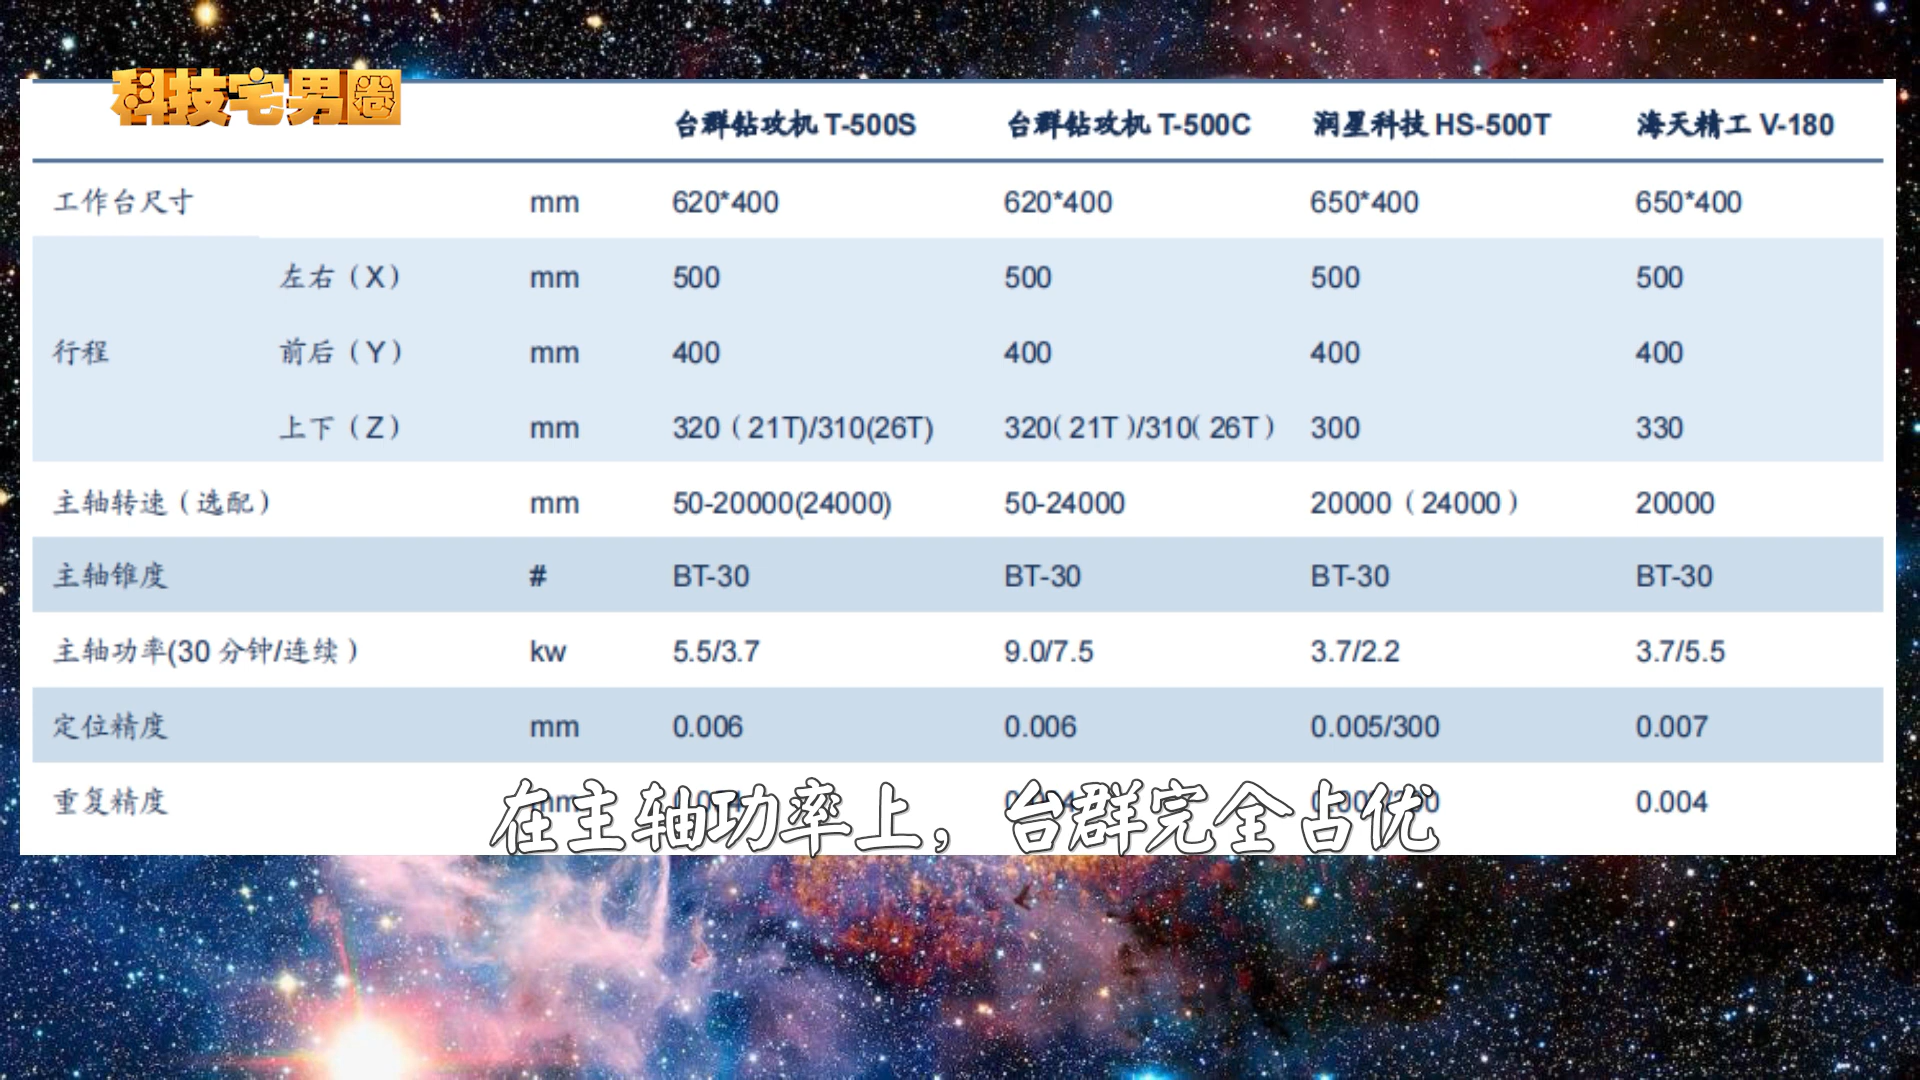 科技宅男圈
台群钻攻机 T-500S 台群钻攻机 T-500C 润星科技 HS-500T 海天精工 V-180
工作台尺寸 mm 620*400 620*400 650*400 650*400
左右（X） mm 500 500 500 500
行程 前后（Y） mm 400 400 400 400
上下（Z） mm 320（21T)/310(26T) 320（21T）/310（26T） 300 330
主轴转速（选配） mm 50-20000(24000) 50-24000 20000（24000） 20000
主轴锥度 # BT-30 BT-30 BT-30 BT-30
主轴功率(30 分钟/连续） kw 5.5/3.7 9.0/7.5 3.7/2.2 3.7/5.5
定位精度 mm 0.006 0.006 0.005/300 0.007
重复精度 mm 0.004
在主轴功率上，台群完全占优